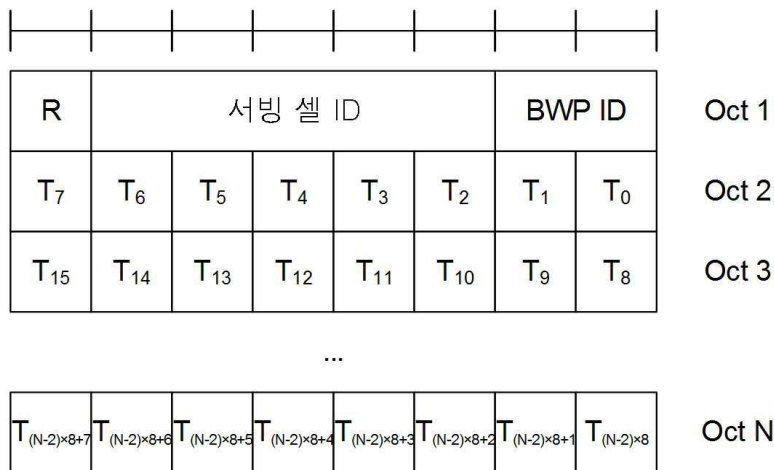 R 서빙 셀 ID BWP ID Oct 1
T7 T6 T5 T4 T3 T2 T1 T0 Oct 2
T15 T14 T13 T12 T11 T10 T9 T8 Oct 3
...
T(N-2)×8+7 T(N-2)×8+6 T(N-2)×8+5 T(N-2)×8+4 T(N-2)×8+3 T(N-2)×8+2 T(N-2)×8+1 T(N-2)×8 Oct N